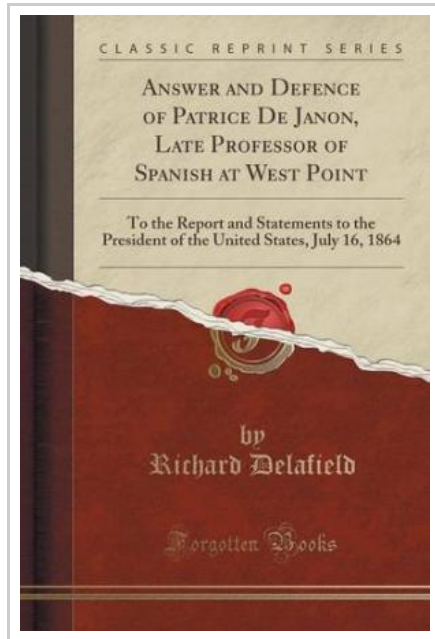 CLASSIC REPRINT SERIES
ANSWER AND DEFENCE
OF PATRICE DE JANON,
LATE PROFESSOR OF
SPANISH AT WEST POINT
To the Report and Statements to the
President of the United States, July 16, 1864
by
Richard Delafield
Forgotten Books